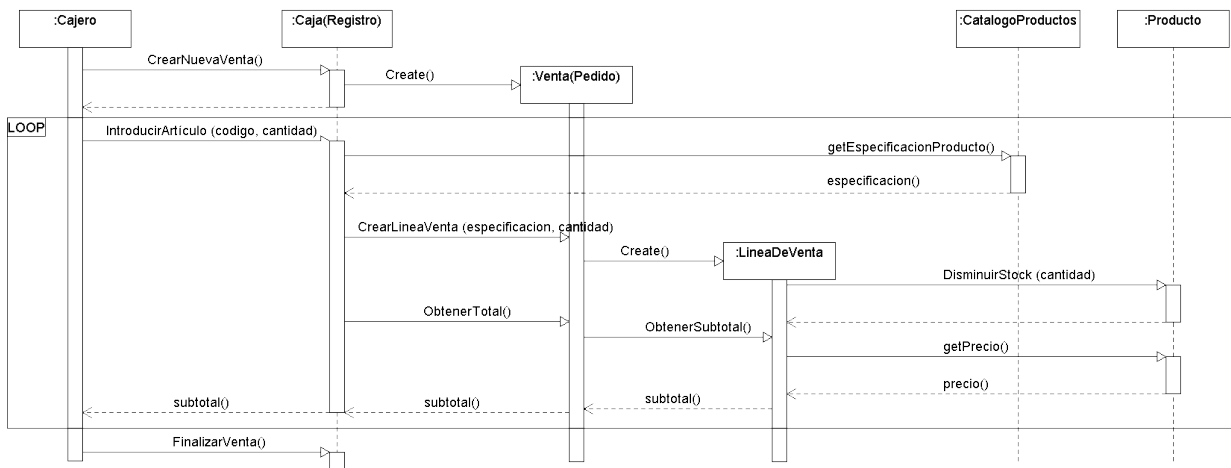 :Cajero
:Caja(Registro)
:CatalogoProductos
:Producto
CrearNuevaVenta()
Create()
:Venta(Pedido)
LOOP
IntroducirArtículo (codigo, cantidad)
getEspecificacionProducto()
especificacion()
CrearLineaVenta (especificacion, cantidad)
Create()
:LineaDeVenta
DisminuirStock (cantidad)
ObtenerTotal()
ObtenerSubtotal()
getPrecio()
precio()
subtotal()
subtotal()
subtotal()
FinalizarVenta()